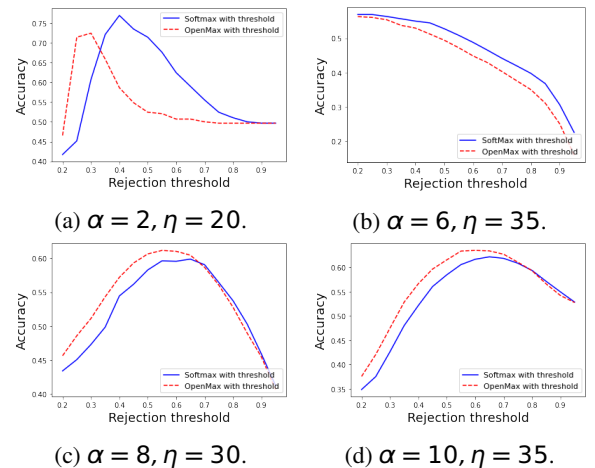 0.75
0.70
0.65
0.60
0.55
0.50
0.45
0.40
Accuracy
0.2 0.3 0.4 0.5 0.6 0.7 0.8 0.9
Rejection threshold
Softmax with threshold
OpenMax with threshold
(a) α = 2, η = 20.
0.5
0.4
0.3
0.2
Accuracy
0.2 0.3 0.4 0.5 0.6 0.7 0.8 0.9
Rejection threshold
SoftMax with threshold
OpenMax with threshold
(b) α = 6, η = 35.
0.60
0.55
0.50
0.45
0.40
Accuracy
0.2 0.3 0.4 0.5 0.6 0.7 0.8 0.9
Rejection threshold
Softmax with threshold
OpenMax with threshold
(c) α = 8, η = 30.
0.60
0.55
0.50
0.45
0.40
0.35
Accuracy
0.2 0.3 0.4 0.5 0.6 0.7 0.8 0.9
Rejection threshold
Softmax with threshold
OpenMax with threshold
(d) α = 10, η = 35.